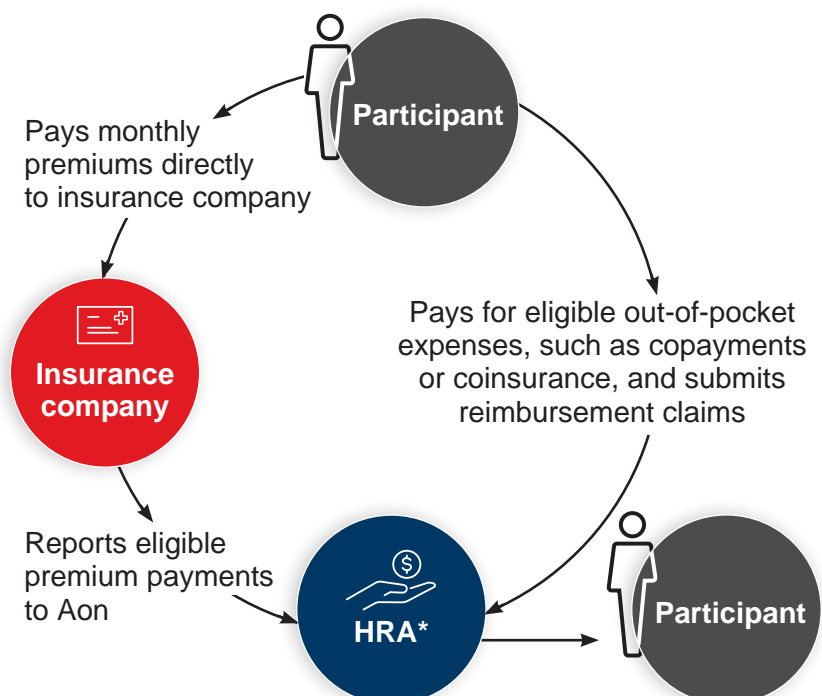 Participant
Pays monthly
premiums directly
to insurance company
Pays for eligible out-of-pocket
expenses, such as copayments
or coinsurance, and submits
reimbursement claims
Insurance
company
Reports eligible
premium payments
to Aon
$
HRA*
Participant